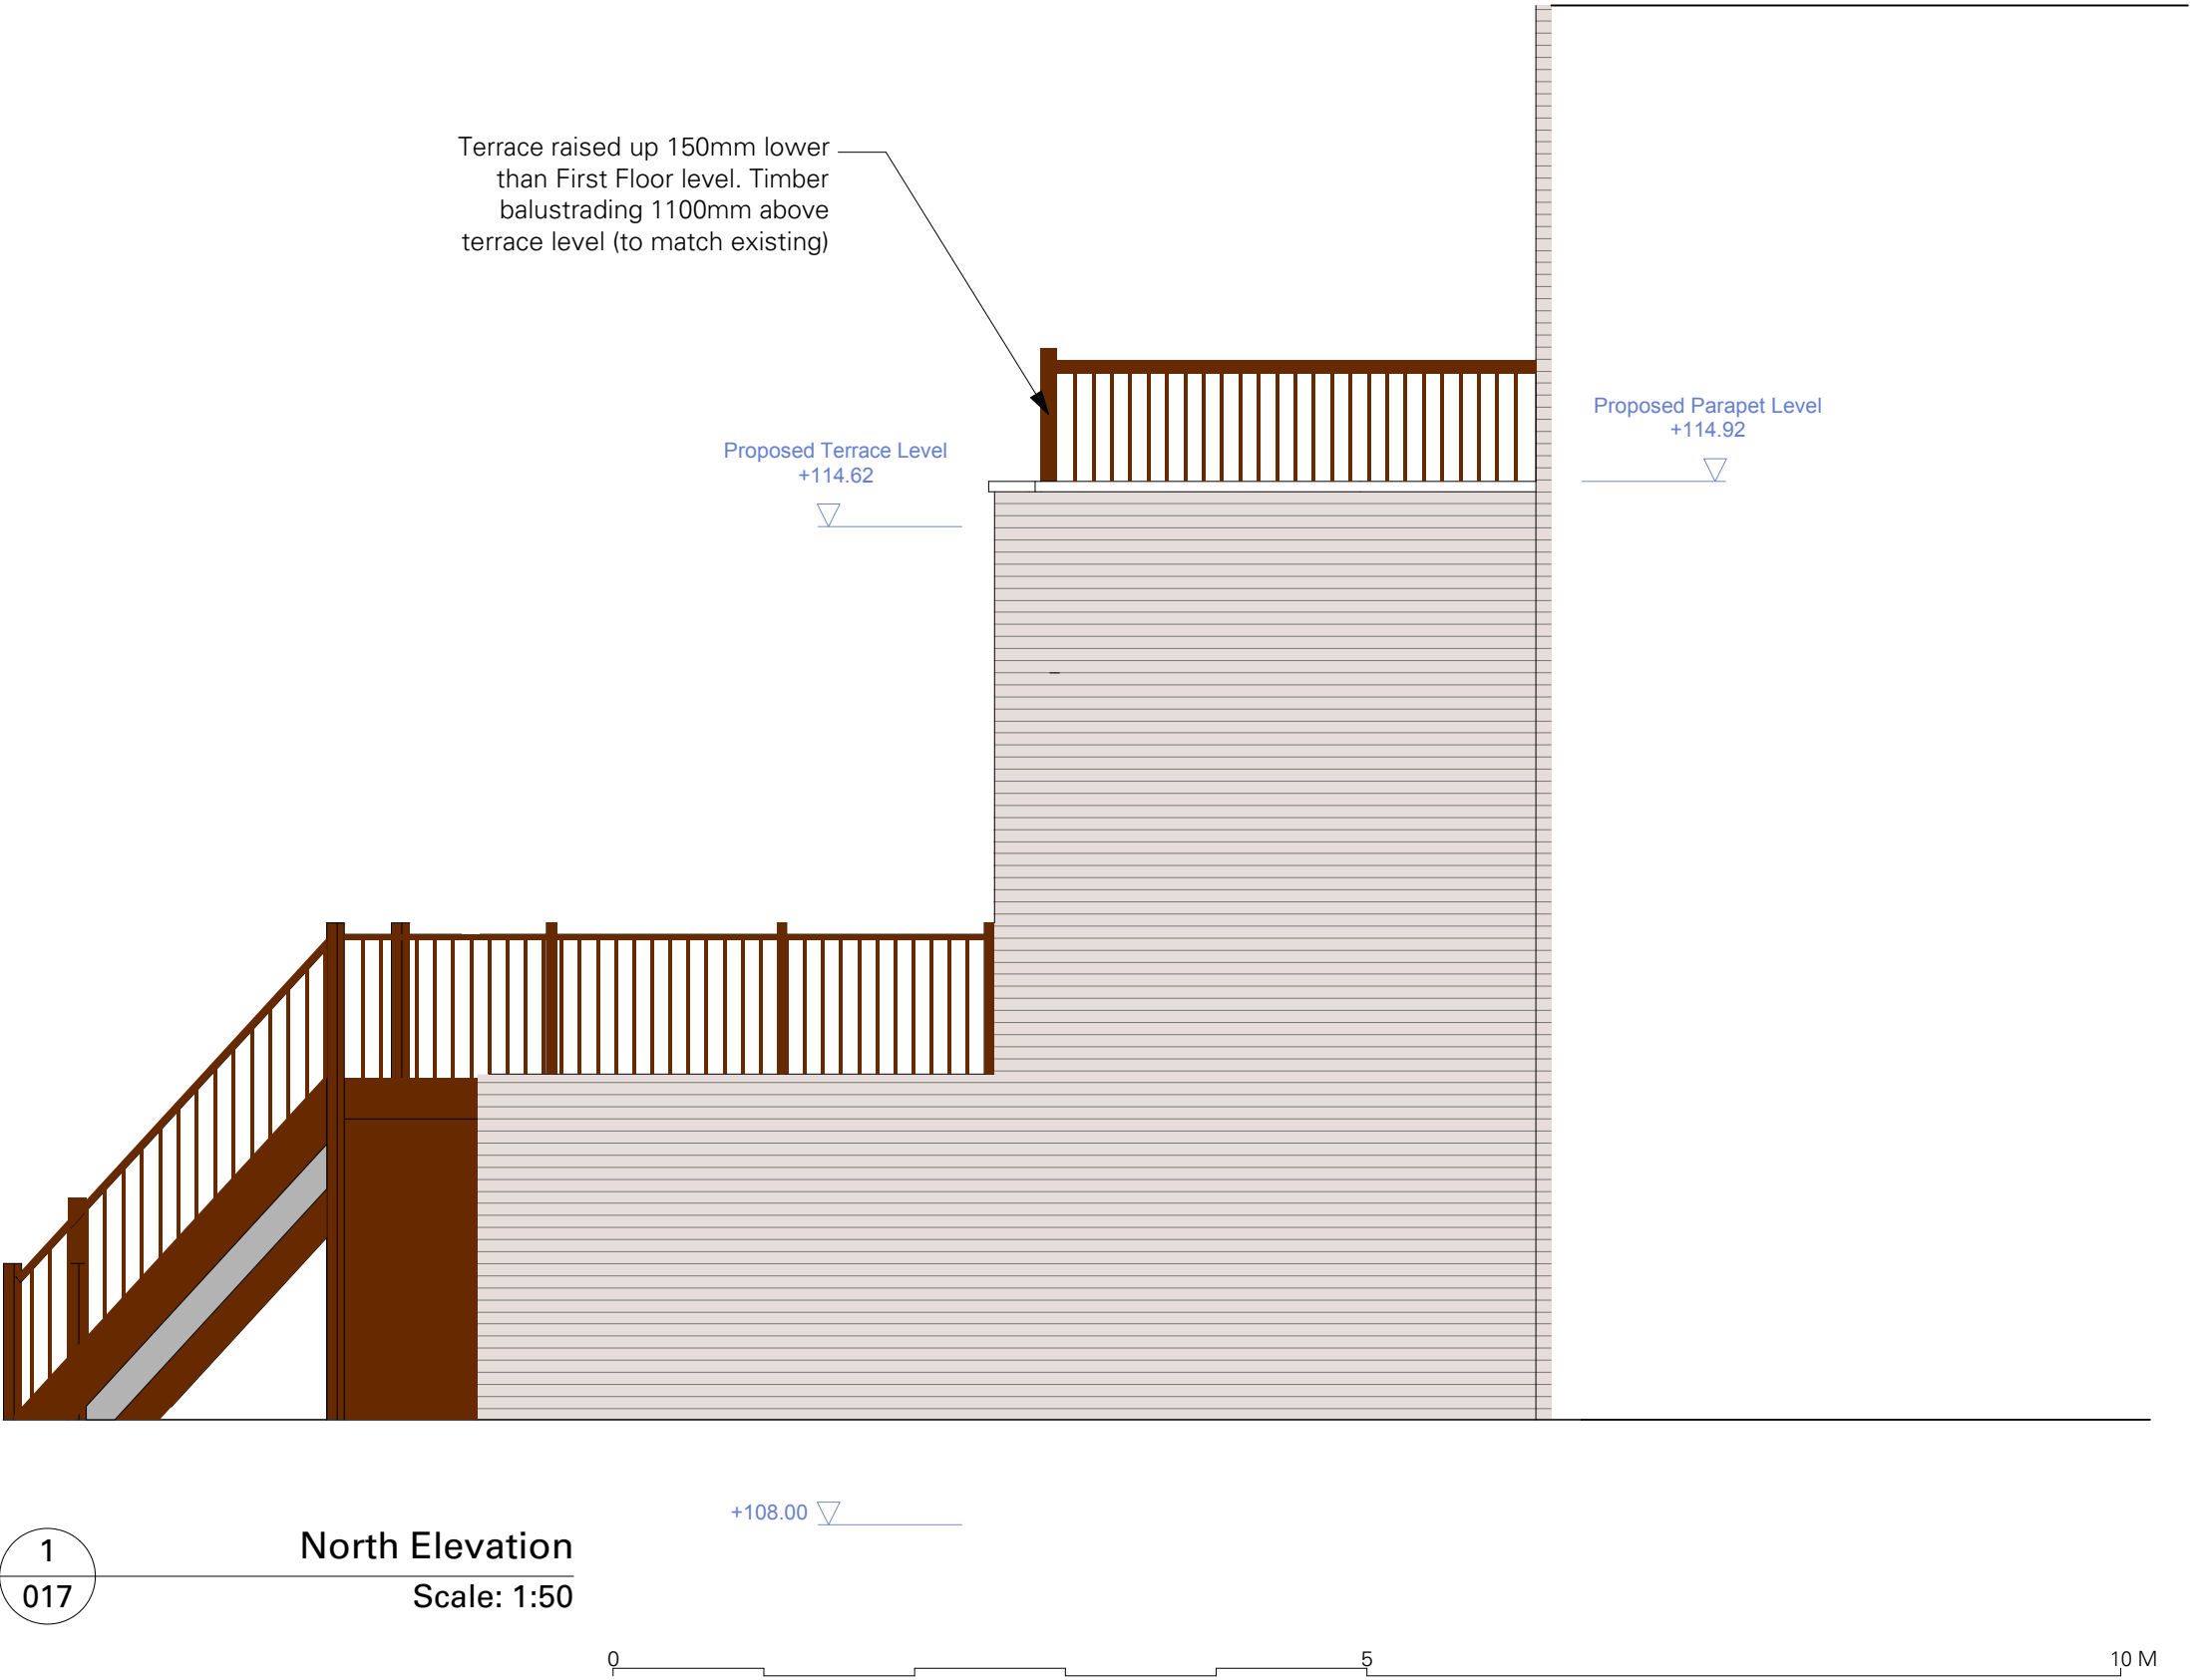 Terrace raised up 150mm lower
than First Floor level. Timber
balustrading 1100mm above
terrace level (to match existing)
Proposed Parapet Level
+114.92
Proposed Terrace Level
+114.62
+108.00
1
017
North Elevation
Scale: 1:50
0 5 10 M